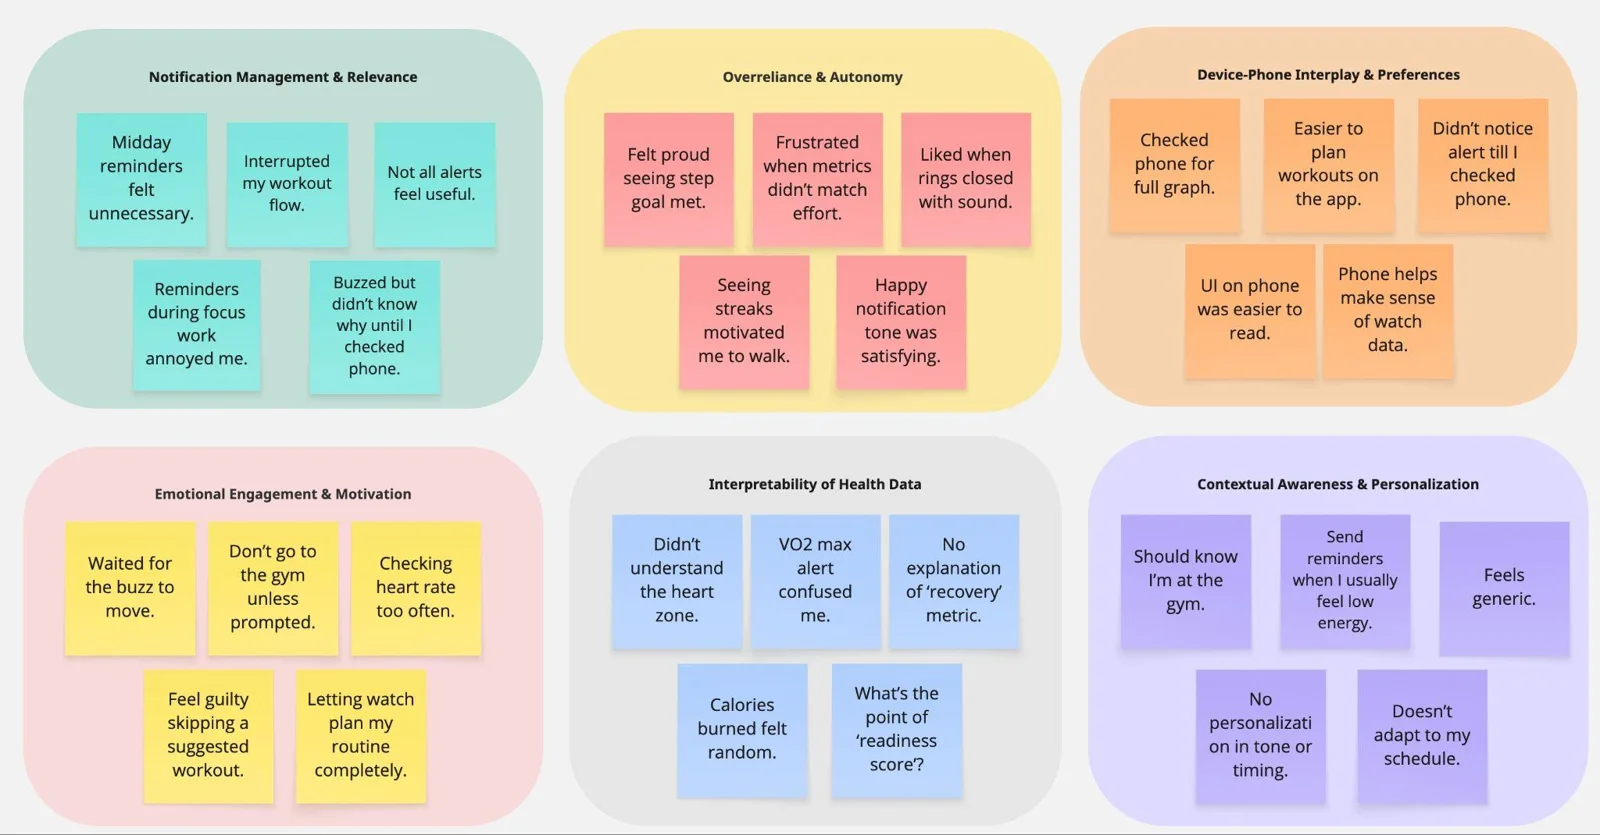 Notification Management & Relevance
Midday
reminders
felt
unnecessary.
Interrupted
my workout
flow.
Not all alerts
feel useful.
Reminders
during focus
work
annoyed me.
Buzzed but
didn’t know
why until I
checked
phone.
Overreliance & Autonomy
Felt proud
seeing step
goal met.
Frustrated
when metrics
didn’t match
effort.
Liked when
rings closed
with sound.
Seeing
streaks
motivated
me to walk.
Happy
notification
tone was
satisfying.
Device-Phone Interplay & Preferences
Checked
phone for
full graph.
Easier to
plan
workouts on
the app.
Didn’t notice
alert till I
checked
phone.
UI on phone
was easier to
read.
Phone helps
make sense
of watch
data.
Emotional Engagement & Motivation
Waited for
the buzz to
move.
Don’t go to
the gym
unless
prompted.
Checking
heart rate
too often.
Feel guilty
skipping a
suggested
workout.
Letting watch
plan my
routine
completely.
Interpretability of Health Data
Didn’t
understand
the heart
zone.
VO2 max
alert
confused
me.
No
explanation
of ‘recovery’
metric.
Calories
burned felt
random.
What’s the
point of
‘readiness
score’?
Contextual Awareness & Personalization
Should know
I’m at the
gym.
Send
reminders
when I usually
feel low
energy.
Feels
generic.
No
personalizati
on in tone or
timing.
Doesn’t
adapt to my
schedule.